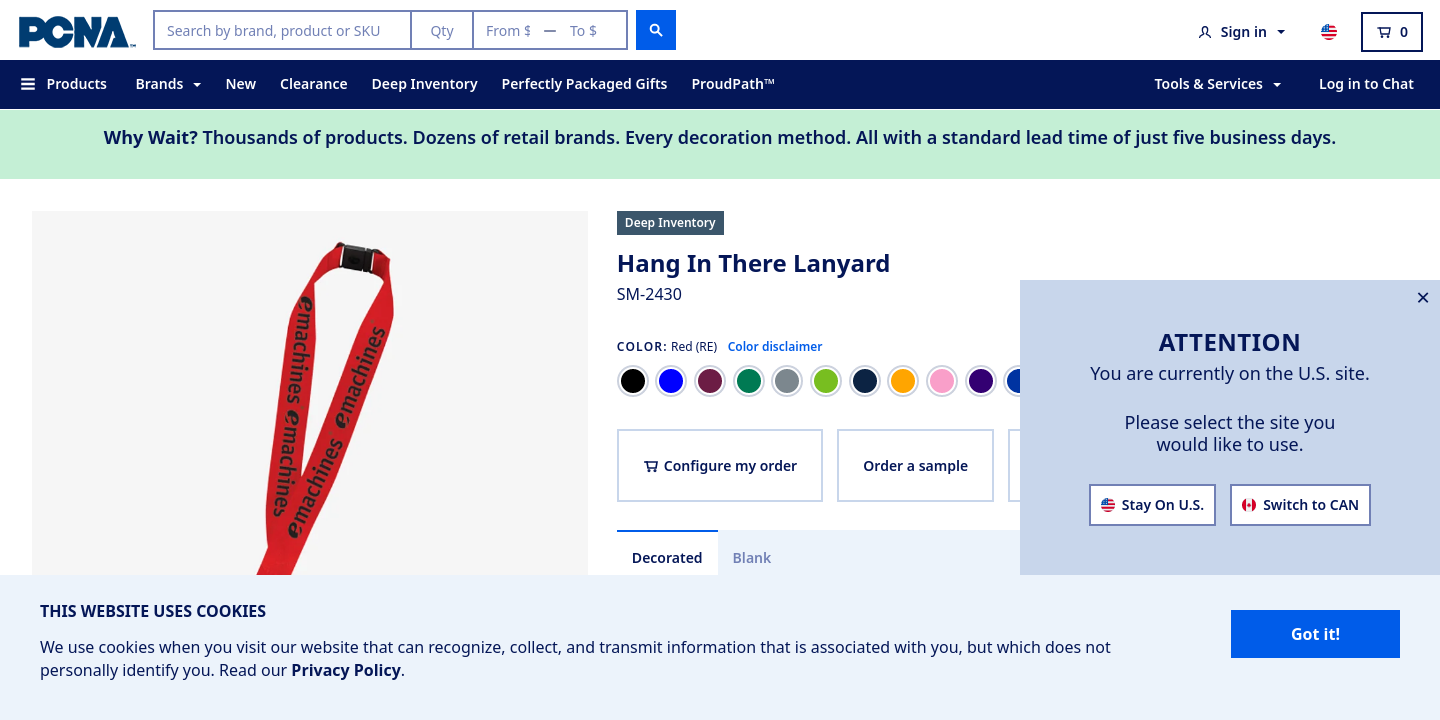 PCNA™
Search by brand, product or SKU Qty From $ — To $
Sign in 0
Products Brands New Clearance Deep Inventory Perfectly Packaged Gifts ProudPath™ Tools & Services Log in to Chat
Why Wait? Thousands of products. Dozens of retail brands. Every decoration method. All with a standard lead time of just five business days.
emachines emachines
emachines emachines
Deep Inventory
Hang In There Lanyard
SM-2430
COLOR: Red (RE) Color disclaimer
Configure my order Order a sample
Decorated Blank
ATTENTION
You are currently on the U.S. site.
Please select the site you
would like to use.
Stay On U.S. Switch to CAN
THIS WEBSITE USES COOKIES
We use cookies when you visit our website that can recognize, collect, and transmit information that is associated with you, but which does not
personally identify you. Read our Privacy Policy.
Got it!